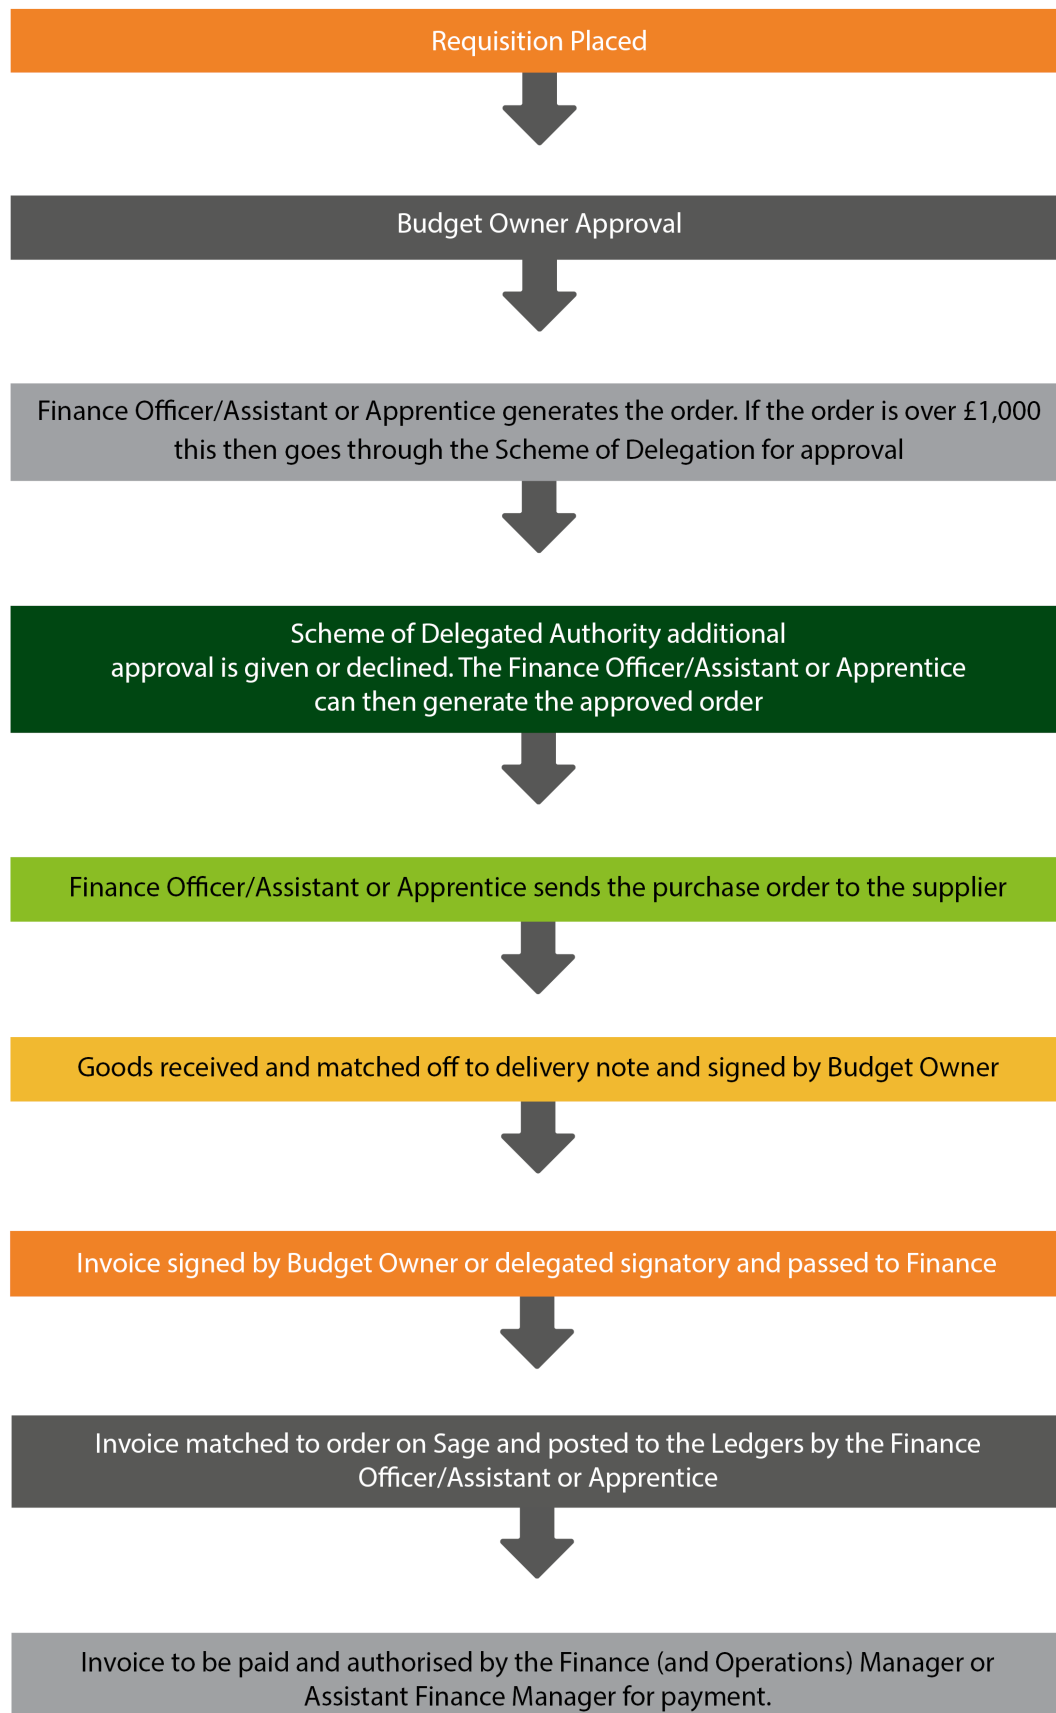 Requisition Placed
Budget Owner Approval
Finance Officer/Assistant or Apprentice generates the order. If the order is over £1,000
this then goes through the Scheme of Delegation for approval
Scheme of Delegated Authority additional
approval is given or declined. The Finance Officer/Assistant or Apprentice
can then generate the approved order
Finance Officer/Assistant or Apprentice sends the purchase order to the supplier
Goods received and matched off to delivery note and signed by Budget Owner
Invoice signed by Budget Owner or delegated signatory and passed to Finance
Invoice matched to order on Sage and posted to the Ledgers by the Finance
Officer/Assistant or Apprentice
Invoice to be paid and authorised by the Finance (and Operations) Manager or
Assistant Finance Manager for payment.